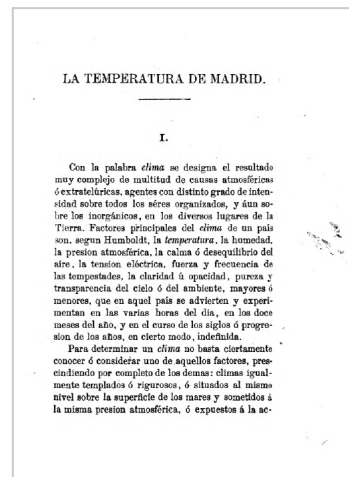 LA TEMPERATURA DE MADRID.
I.
Con la palabra clima se designa el resultado
muy complejo de multitud de causas atmosféricas
ó extratelúricas, agentes con distinto grado de inten-
sidad sobre todos los séres organizados, y áun so-
bre los inorgánicos, en los diversos lugares de la
Tierra. Factores principales del clima de un pais
son, segun Humboldt, la temperatura, la humedad,
la presion atmosférica, la calma ó desequilibrio del
aire, la tension eléctrica, fuerza y frecuencia de
las tempestades, la claridad ú opacidad, pureza y
transparencia del cielo ó del ambiente, mayores ó
menores, que en aquel país se advierten y experi-
mentan en las varias horas del dia, en los doce
meses del año, y en el curso de los siglos ó progre-
sion de los años, en cierto modo, indefinida.
Para determinar un clima no basta ciertamente
conocer ó considerar uno de aquellos factores, pres-
cindiendo por completo de los demas: climas igual-
mente templados ó rigurosos, ó situados al mismo
nivel sobre la superficie de los mares y sometidos á
la misma presion atmosférica, ó expuestos á la ac-